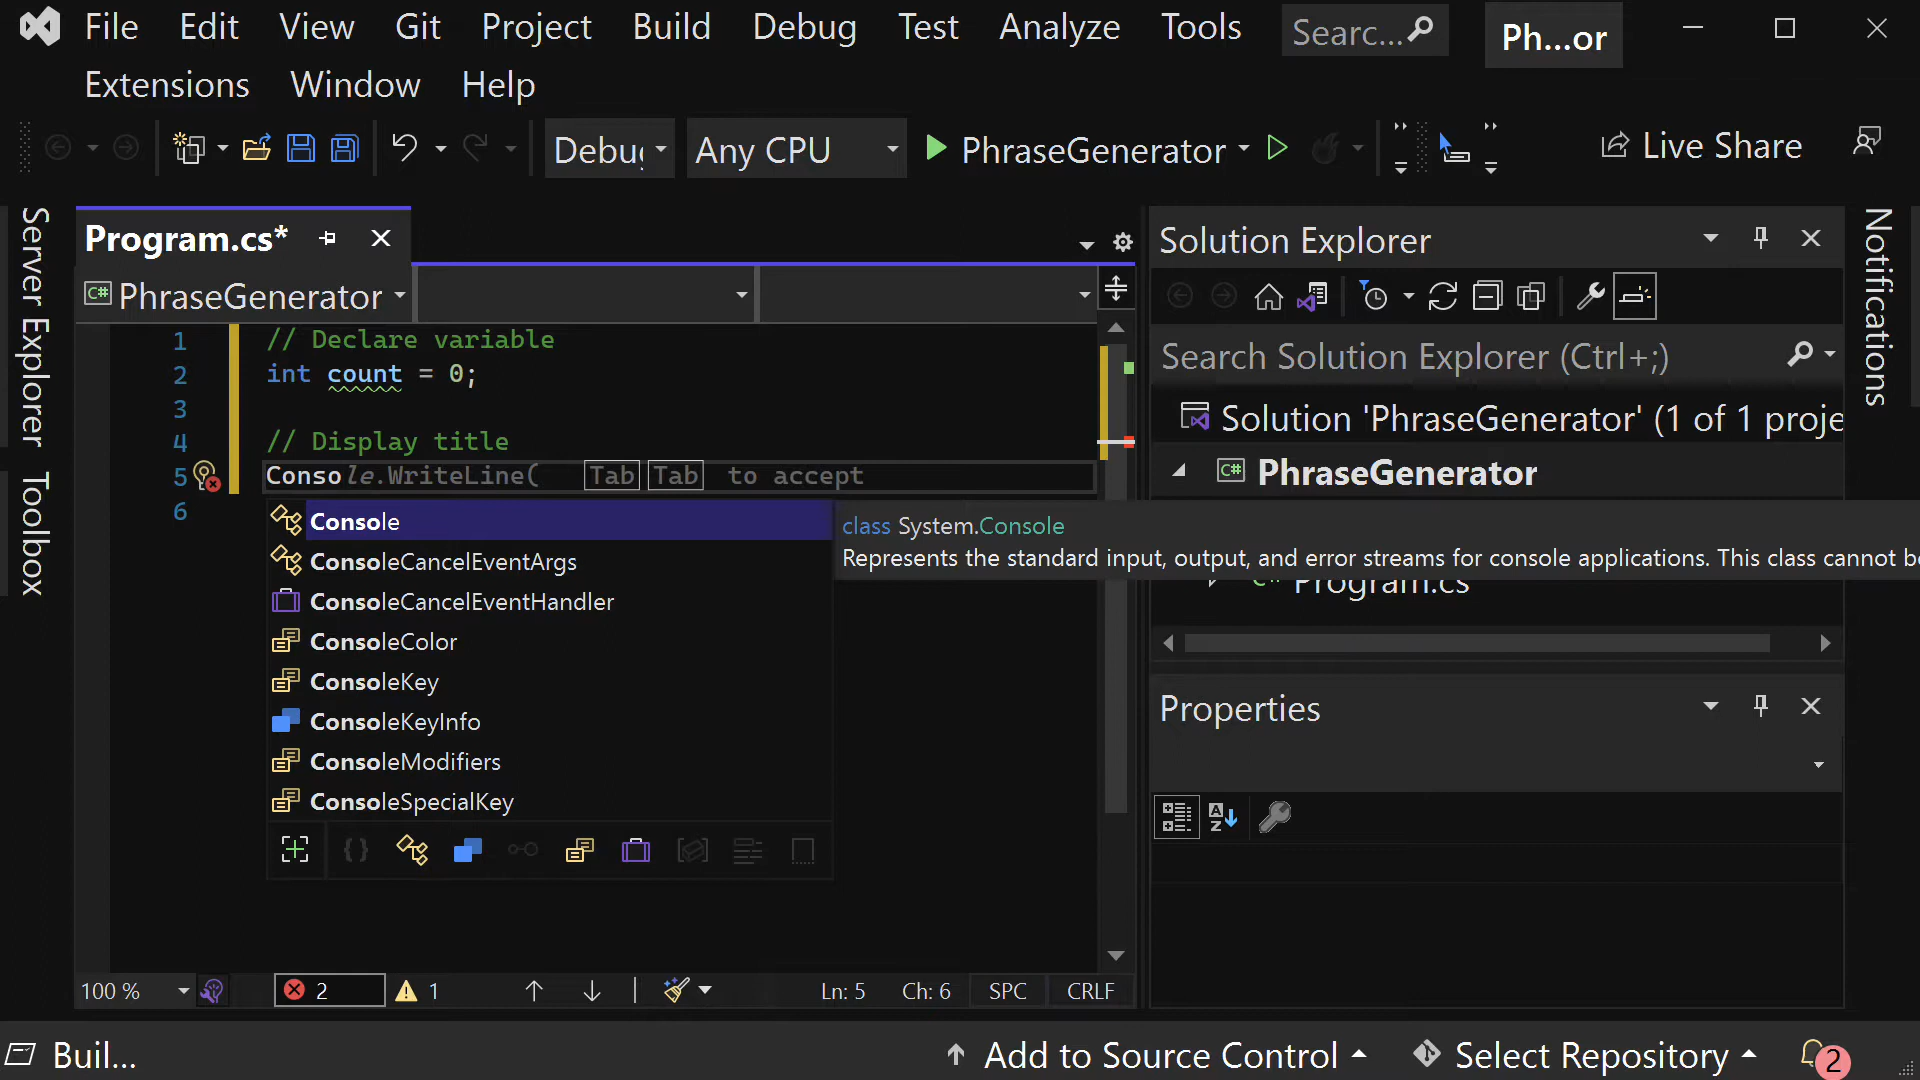 File Edit View Git Project Build Debug Test Analyze Tools Searc... Ph...or
Extensions Window Help
Debug Any CPU PhraseGenerator Live Share
Server Explorer
Toolbox
Program.cs*
C# PhraseGenerator
1 // Declare variable
2 int count = 0;
3
4 // Display title
5 Console.WriteLine( Tab Tab to accept
6
Console
ConsoleCancelEventArgs
ConsoleCancelEventHandler
ConsoleColor
ConsoleKey
ConsoleKeyInfo
ConsoleModifiers
ConsoleSpecialKey
class System.Console
Represents the standard input, output, and error streams for console applications. This class cannot be
100 % 2 1 Ln: 5 Ch: 6 SPC CRLF
Solution Explorer
Search Solution Explorer (Ctrl+;)
Solution 'PhraseGenerator' (1 of 1 proje
C# PhraseGenerator
C# Program.cs
Properties
Notifications
Buil... Add to Source Control Select Repository 2